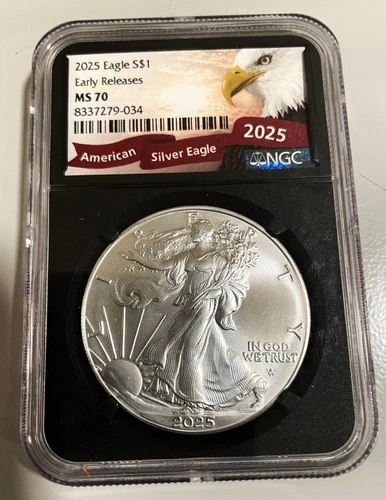 2025 Eagle S$1
Early Releases
MS 70
8337279-034
2025
American Silver Eagle
NGC
L I E R T Y
IN GOD
WE TRUST
2025